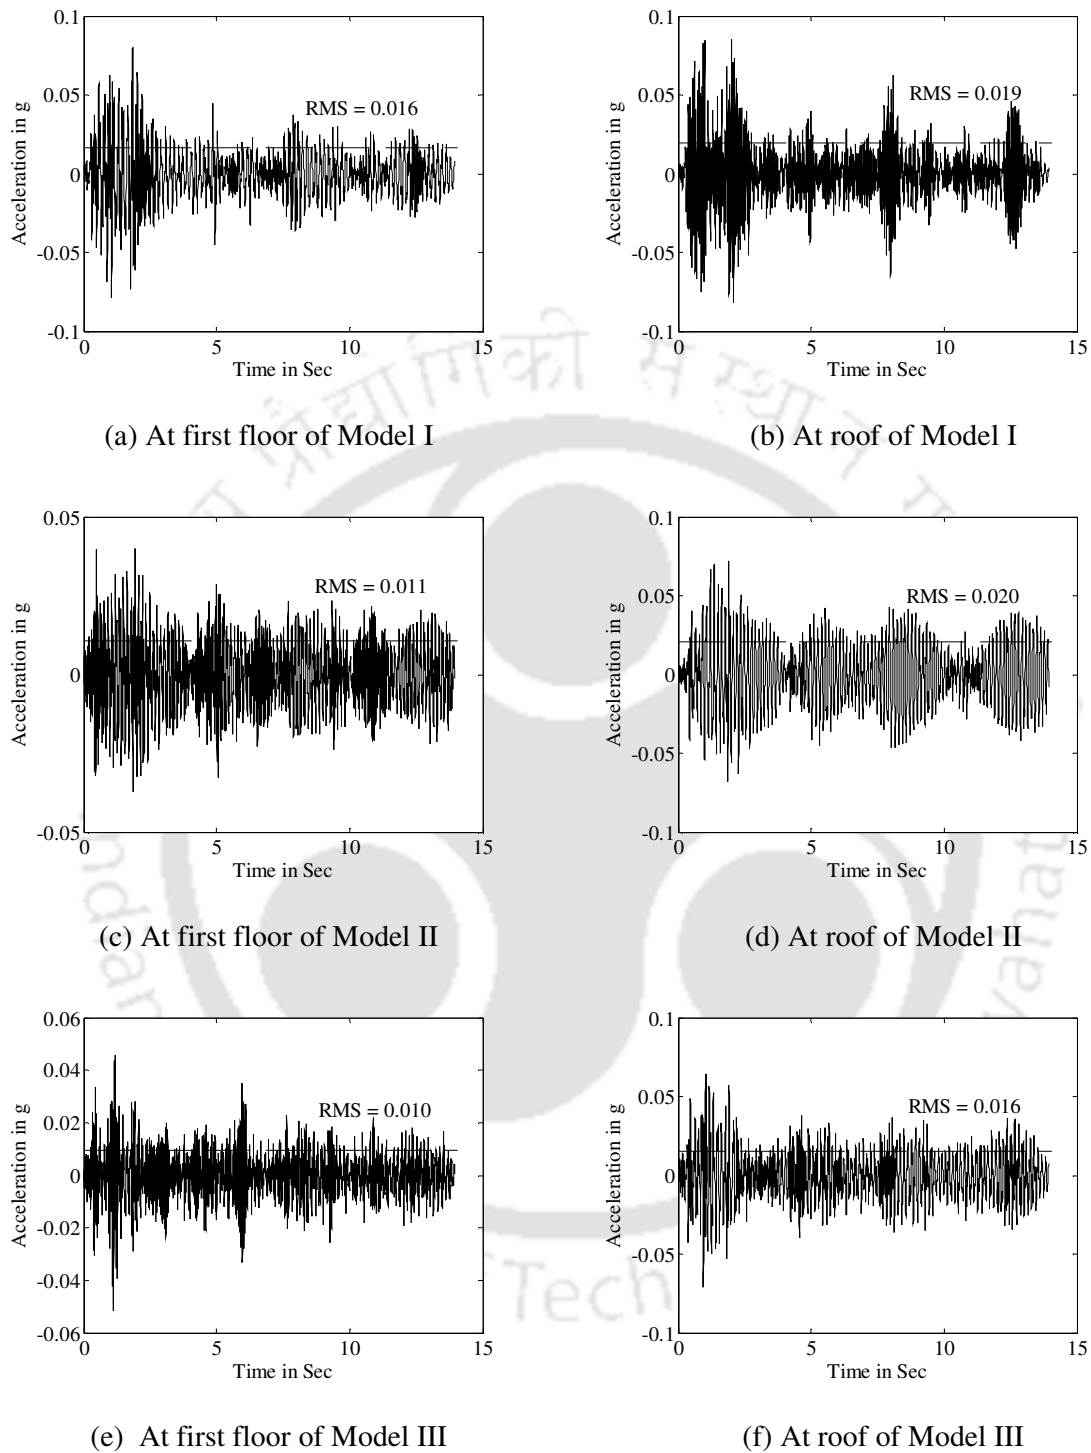 0.1
0.05
0
-0.05
-0.1
0 5 10 15
Acceleration in g
Time in Sec
RMS = 0.016
(a) At first floor of Model I
0.1
0.05
0
-0.05
-0.1
0 5 10 15
Acceleration in g
Time in Sec
RMS = 0.019
(b) At roof of Model I
0.05
0
-0.05
0 5 10 15
Acceleration in g
Time in Sec
RMS = 0.011
(c) At first floor of Model II
0.1
0.05
0
-0.05
-0.1
0 5 10 15
Acceleration in g
Time in Sec
RMS = 0.020
(d) At roof of Model II
0.06
0.04
0.02
0
-0.02
-0.04
-0.06
0 5 10 15
Acceleration in g
Time in Sec
RMS = 0.010
(e) At first floor of Model III
0.1
0.05
0
-0.05
-0.1
0 5 10 15
Acceleration in g
Time in Sec
RMS = 0.016
(f) At roof of Model III